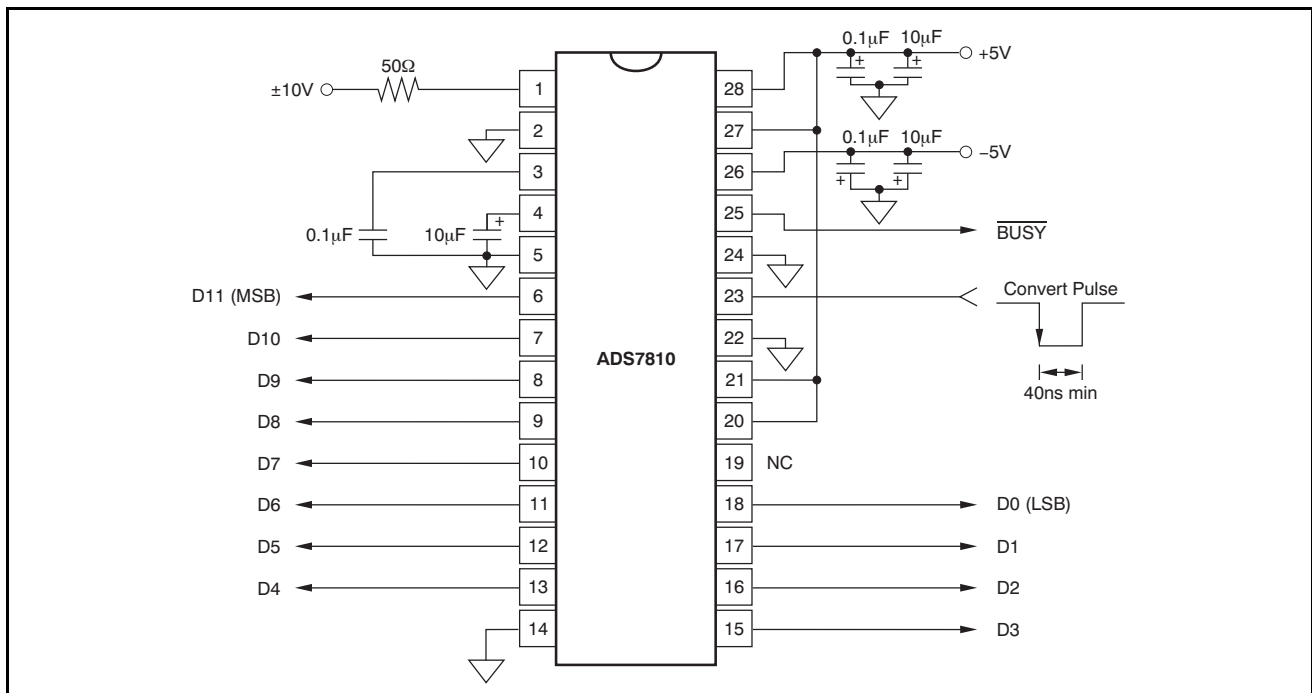 0.1μF 10μF
+5V
50Ω
±10V
1 28
2 27
0.1μF 10μF
−5V
3 26
+ +
4 25
+
0.1μF 10μF
BUSY
5 24
D11 (MSB) 6 23 Convert Pulse
D10 7 22
ADS7810
D9 8 21
40ns min
D8 9 20
D7 10 19 NC
D6 11 18 D0 (LSB)
D5 12 17 D1
D4 13 16 D2
14 15 D3